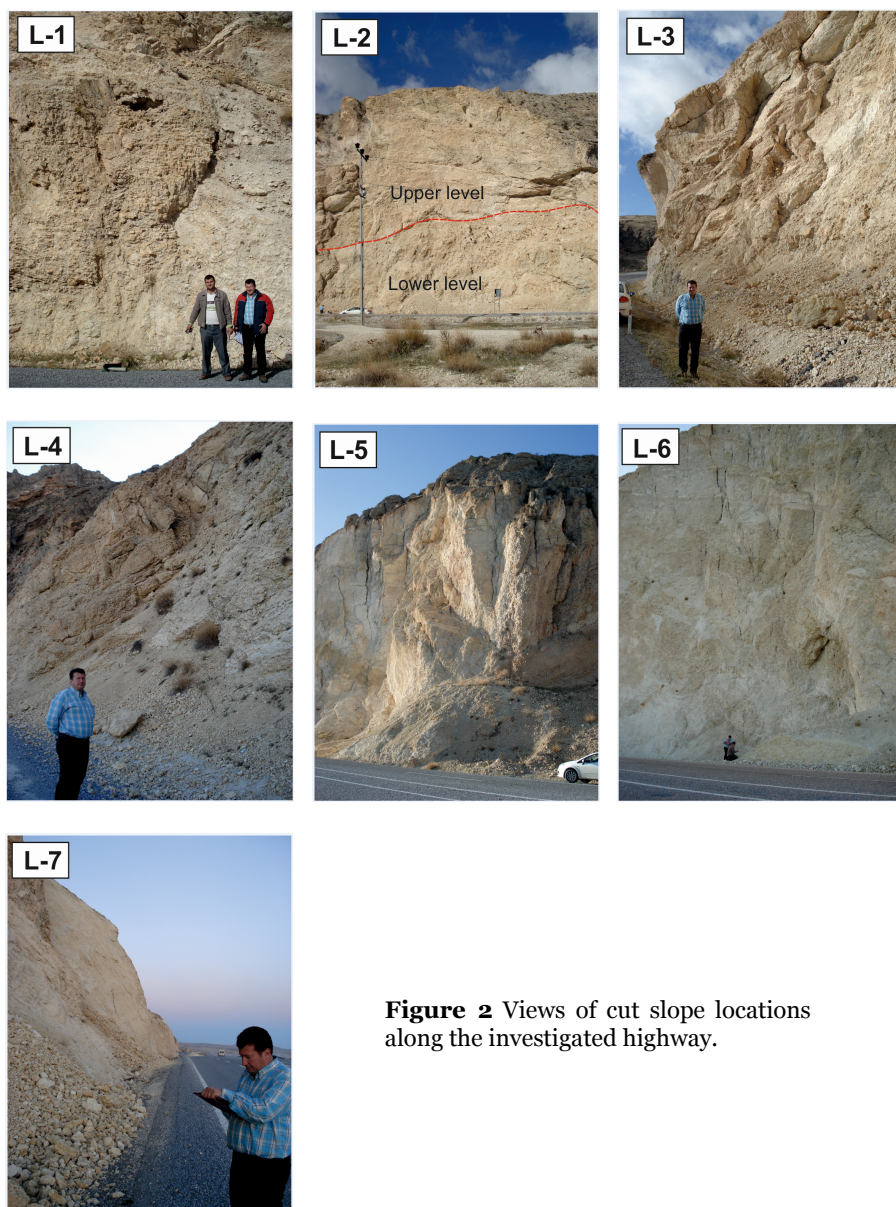 L-1
L-2
L-3
Upper level
Lower level
L-4
L-5
L-6
L-7
Figure 2 Views of cut slope locations
along the investigated highway.